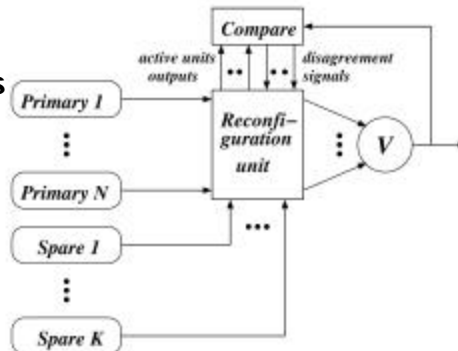 Compare
active units
outputs
disagreement
signals
s
Primary 1
Reconfi-
guration
unit
V
Primary N
Spare 1
Spare K